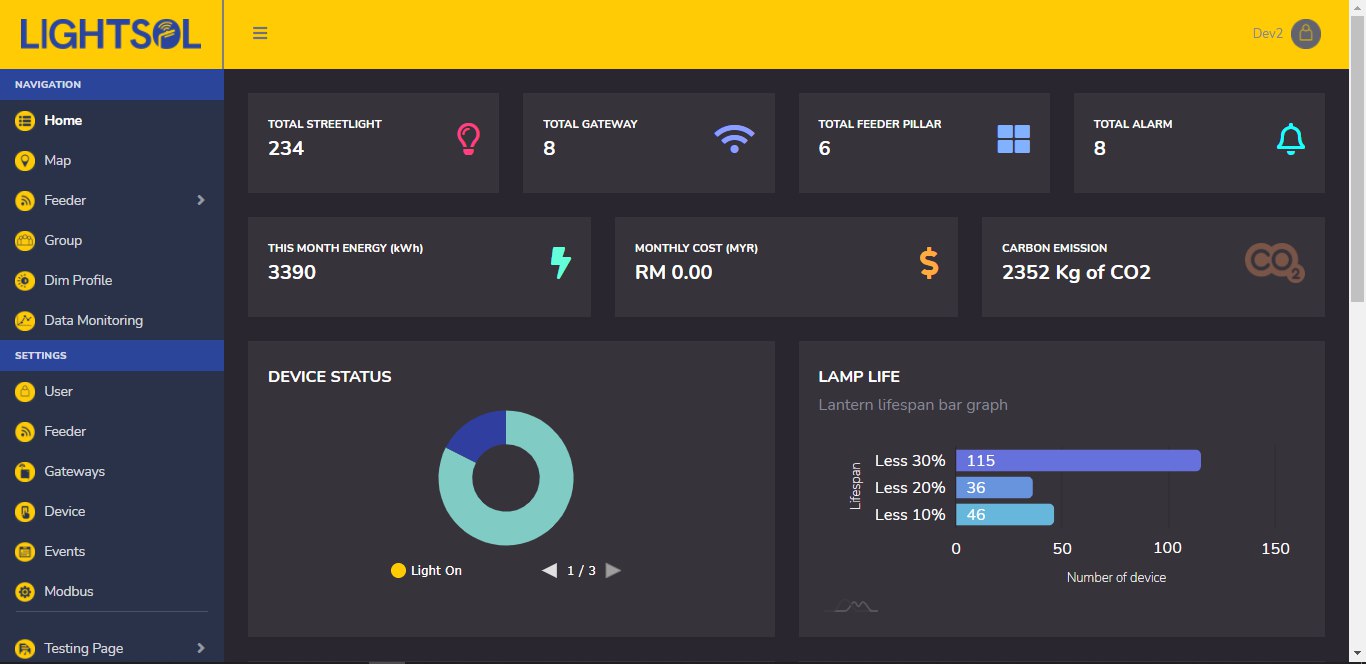 LIGHTSOL
Dev2
NAVIGATION
Home
Map
Feeder
Group
Dim Profile
Data Monitoring
SETTINGS
User
Feeder
Gateways
Device
Events
Modbus
Testing Page
TOTAL STREETLIGHT
234
TOTAL GATEWAY
8
TOTAL FEEDER PILLAR
6
TOTAL ALARM
8
THIS MONTH ENERGY (kWh)
3390
MONTHLY COST (MYR)
RM 0.00
CARBON EMISSION
2352 Kg of CO2
CO2
DEVICE STATUS
Light On
1 / 3
LAMP LIFE
Lantern lifespan bar graph
Lifespan
Less 30% 115
Less 20% 36
Less 10% 46
0 50 100 150
Number of device